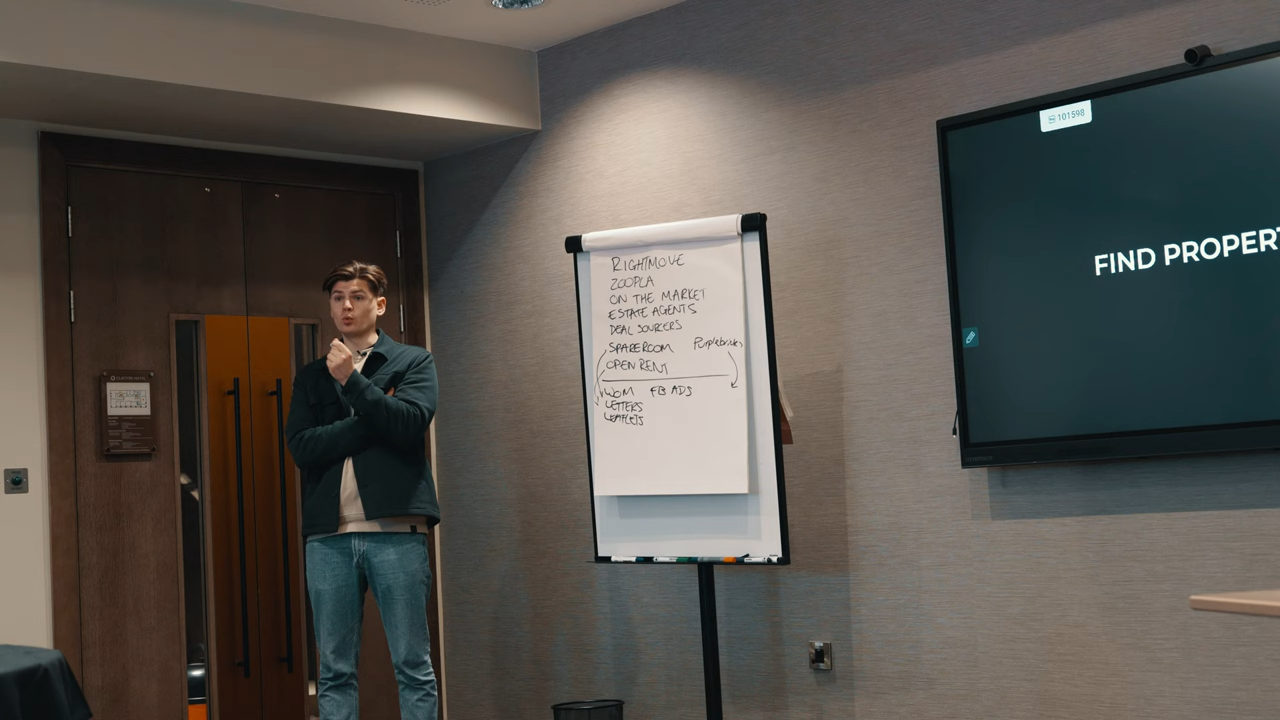 RIGHTMOVE
ZOOPLA
ON THE MARKET
ESTATE AGENTS
DEAL SOURCERS
SPAREROOM Purplebricks
OPEN RENT
WOM FB ADS
LETTERS
LEAFLETS
101598
FIND PROPERT